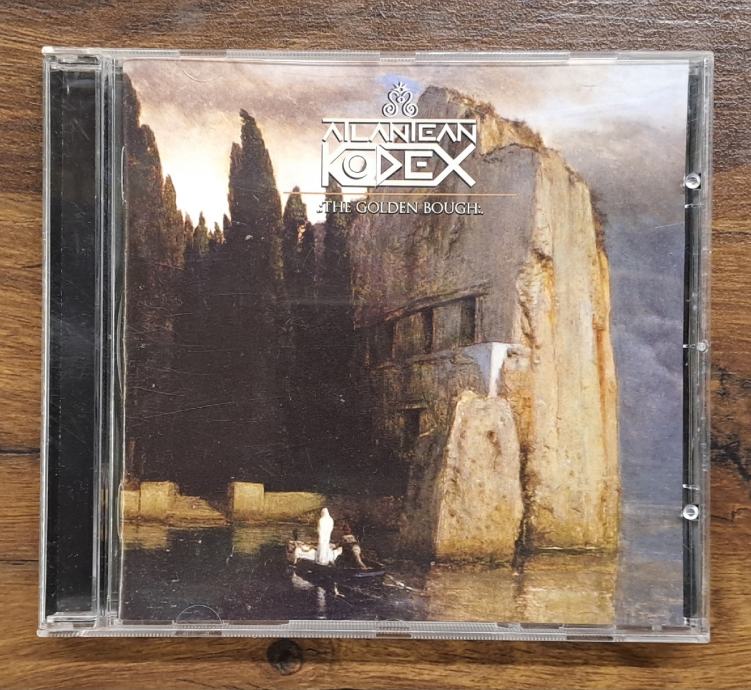 ATLANTEAN
KODEX
.:THE GOLDEN BOUGH:.